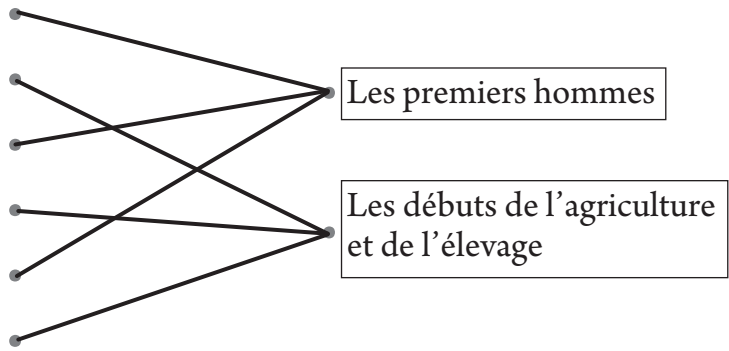 Les premiers hommes
Les débuts de l’agriculture
et de l’élevage